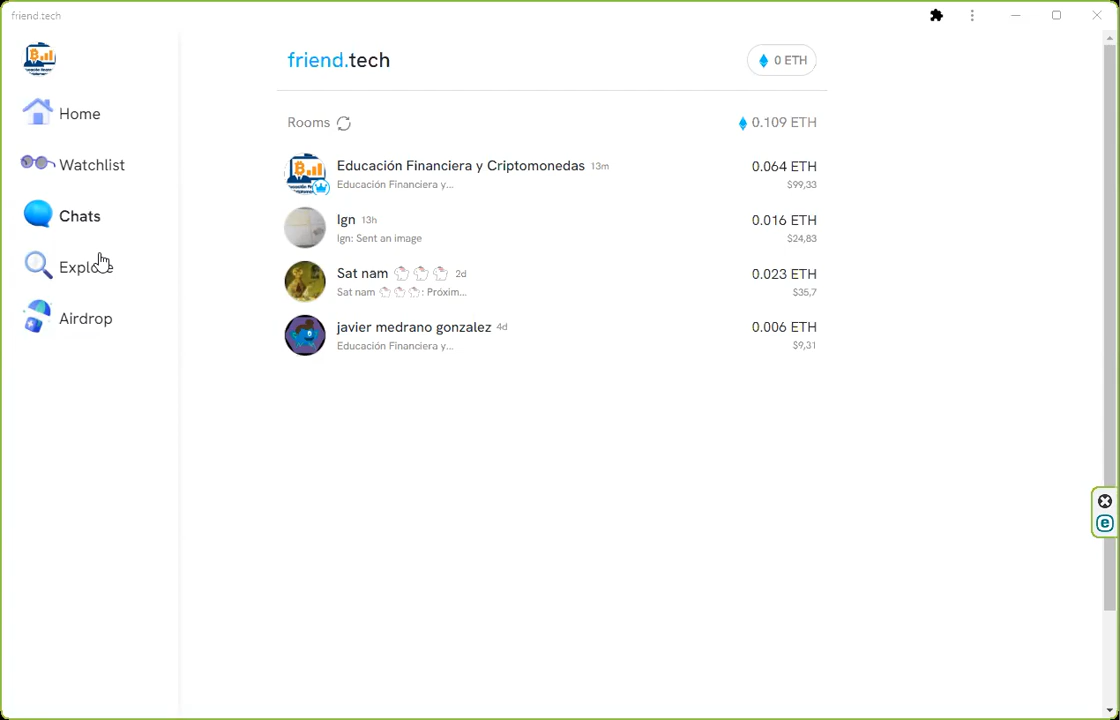 friend.tech
Home
Watchlist
Chats
Explore
Airdrop
friend.tech
0 ETH
Rooms
0.109 ETH
Educación Financiera y Criptomonedas 13m
0.064 ETH
Educación Financiera y...
$99,33
Ign 13h
0.016 ETH
Ign: Sent an image
$24,83
Sat nam 2d
0.023 ETH
Sat nam : Próxim...
$35,7
javier medrano gonzalez 4d
0.006 ETH
Educación Financiera y...
$9,31